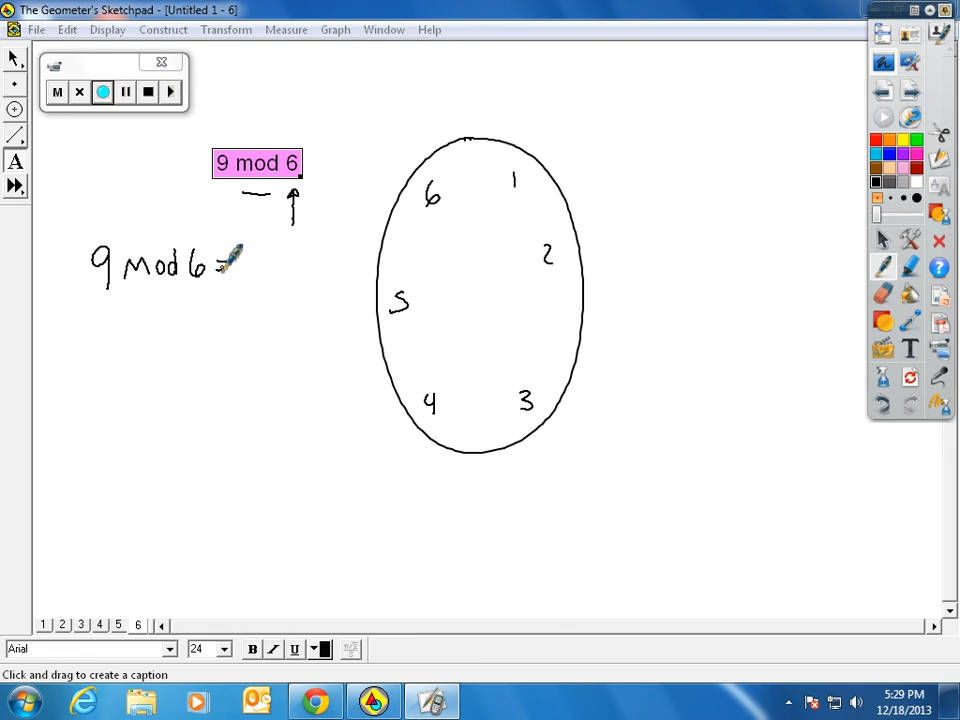 The Geometer's Sketchpad - [Untitled 1 - 6]
File Edit Display Construct Transform Measure Graph Window Help
M
9 mod 6
6 1
9 mod 6 =
2
5
4 3
A
T
1 2 3 4 5 6
Arial 24 B I U
Click and drag to create a caption
5:29 PM
12/18/2013